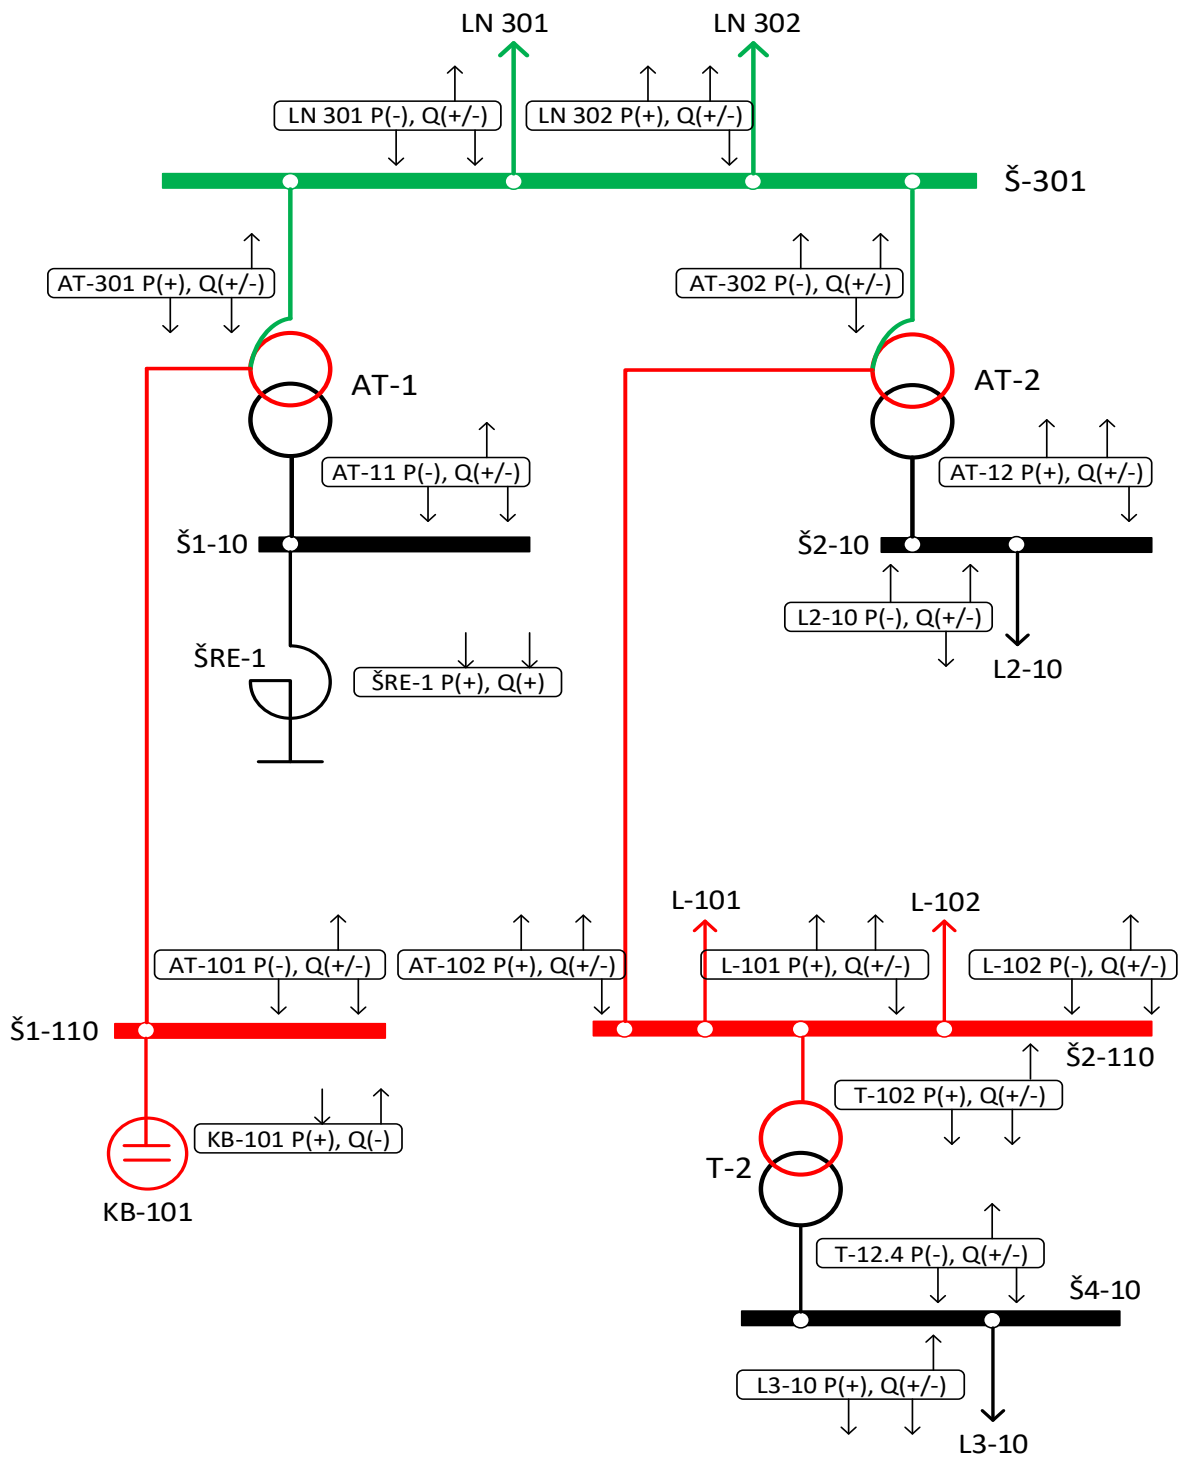 LN 301
LN 302
LN 301 P(-), Q(+/-)
LN 302 P(+), Q(+/-)
Š-301
AT-301 P(+), Q(+/-)
AT-302 P(-), Q(+/-)
AT-1
AT-2
AT-11 P(-), Q(+/-)
AT-12 P(+), Q(+/-)
Š1-10
Š2-10
L2-10 P(-), Q(+/-)
ŠRE-1
ŠRE-1 P(+), Q(+)
L2-10
L-101
L-102
AT-101 P(-), Q(+/-)
AT-102 P(+), Q(+/-)
L-101 P(+), Q(+/-)
L-102 P(-), Q(+/-)
Š1-110
Š2-110
T-102 P(+), Q(+/-)
KB-101 P(+), Q(-)
T-2
KB-101
T-12.4 P(-), Q(+/-)
Š4-10
L3-10 P(+), Q(+/-)
L3-10